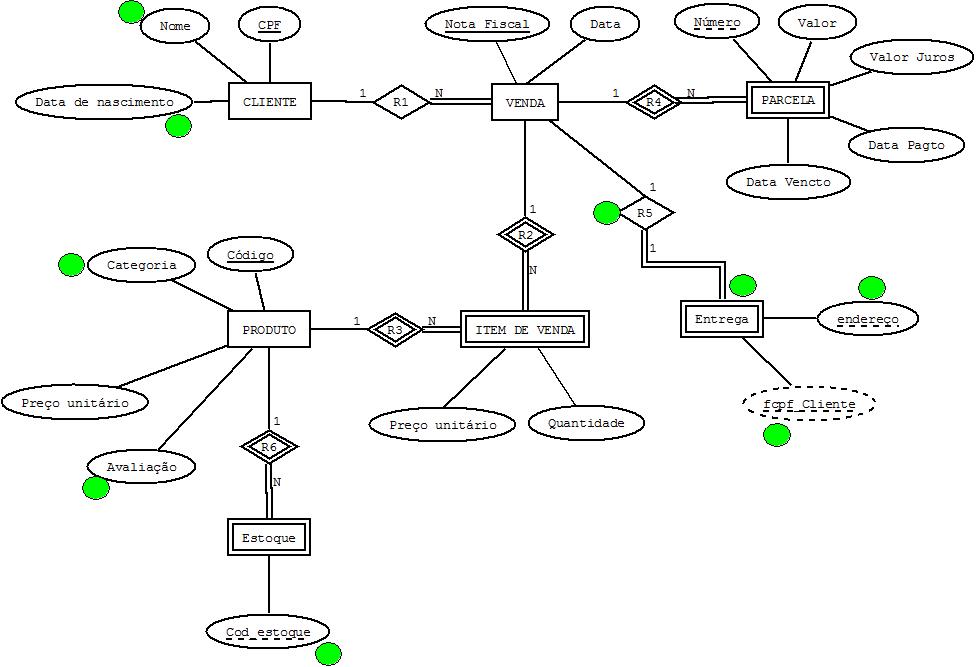 Nome
CPF
Nota Fiscal
Data
Número
Valor
Valor Juros
Data de nascimento
CLIENTE
1
R1
N
VENDA
1
R4
N
PARCELA
Data Pagto
Data Vencto
1
R5
1
1
R2
N
Categoria
Código
PRODUTO
1
R3
N
ITEM DE VENDA
Entrega
endereço
Preço unitário
Avaliação
Preço unitário
Quantidade
fcpf_Cliente
1
R6
N
Estoque
Cod_estoque